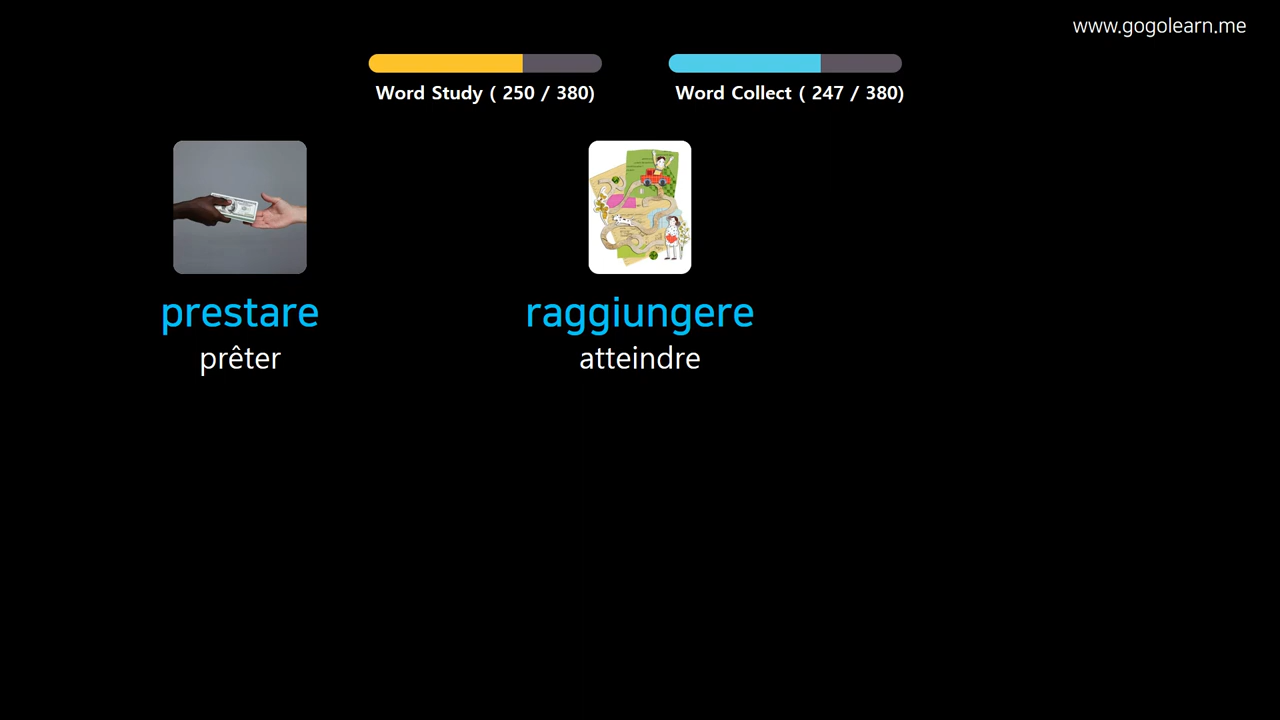 www.gogolearn.me
Word Study ( 250 / 380)
Word Collect ( 247 / 380)
prestare
prêter
raggiungere
atteindre